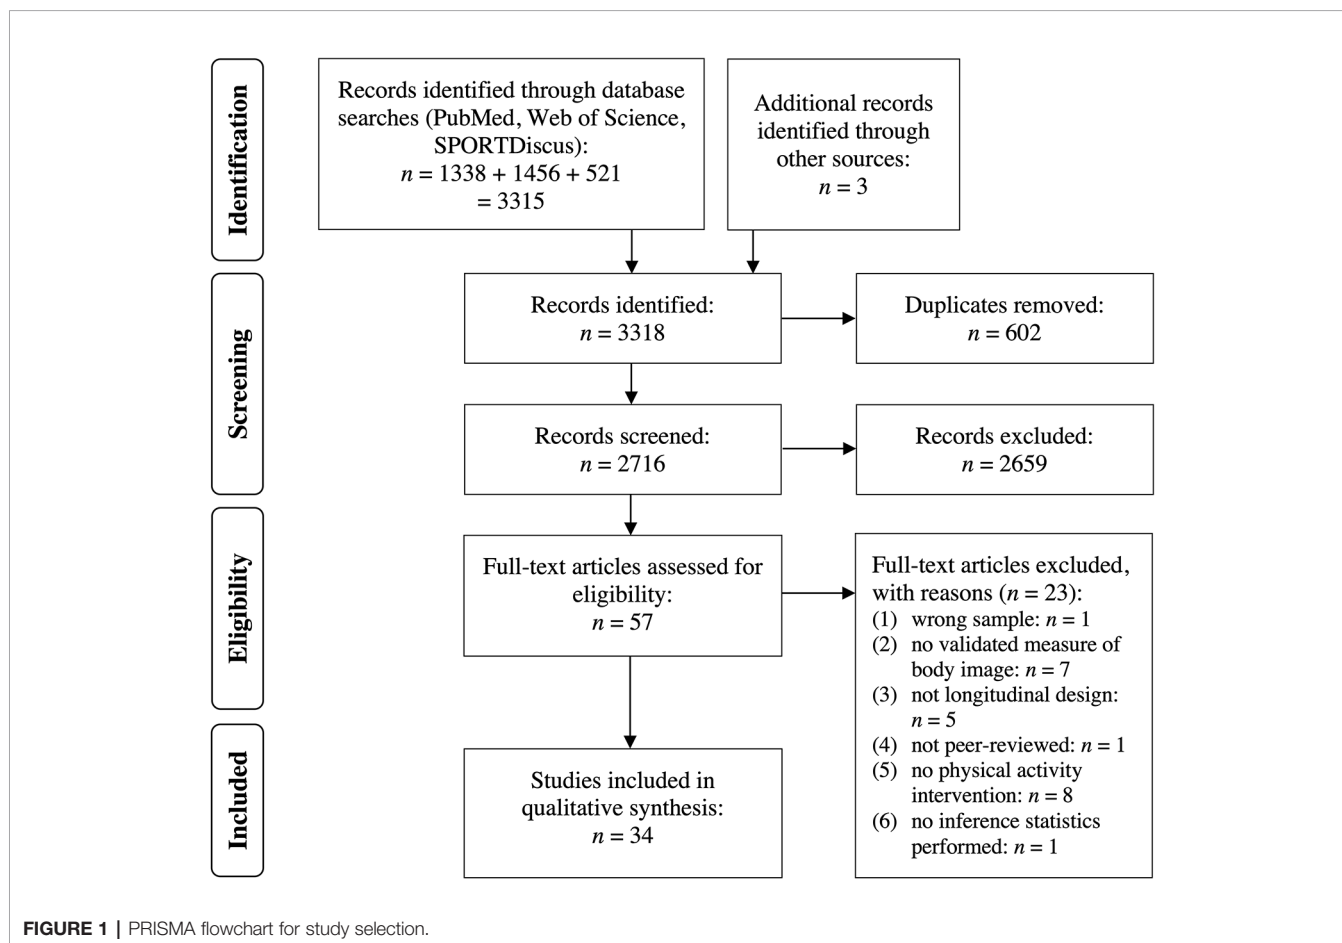 Identification
Records identified through database
searches (PubMed, Web of Science,
SPORTDiscus):
n = 1338 + 1456 + 521
= 3315
Additional records
identified through
other sources:
n = 3
Screening
Records identified:
n = 3318
Duplicates removed:
n = 602
Records screened:
n = 2716
Records excluded:
n = 2659
Eligibility
Full-text articles assessed for
eligibility:
n = 57
Full-text articles excluded,
with reasons (n = 23):
(1) wrong sample: n = 1
(2) no validated measure of
body image: n = 7
(3) not longitudinal design:
n = 5
(4) not peer-reviewed: n = 1
(5) no physical activity
intervention: n = 8
(6) no inference statistics
performed: n = 1
Included
Studies included in
qualitative synthesis:
n = 34
FIGURE 1 | PRISMA flowchart for study selection.